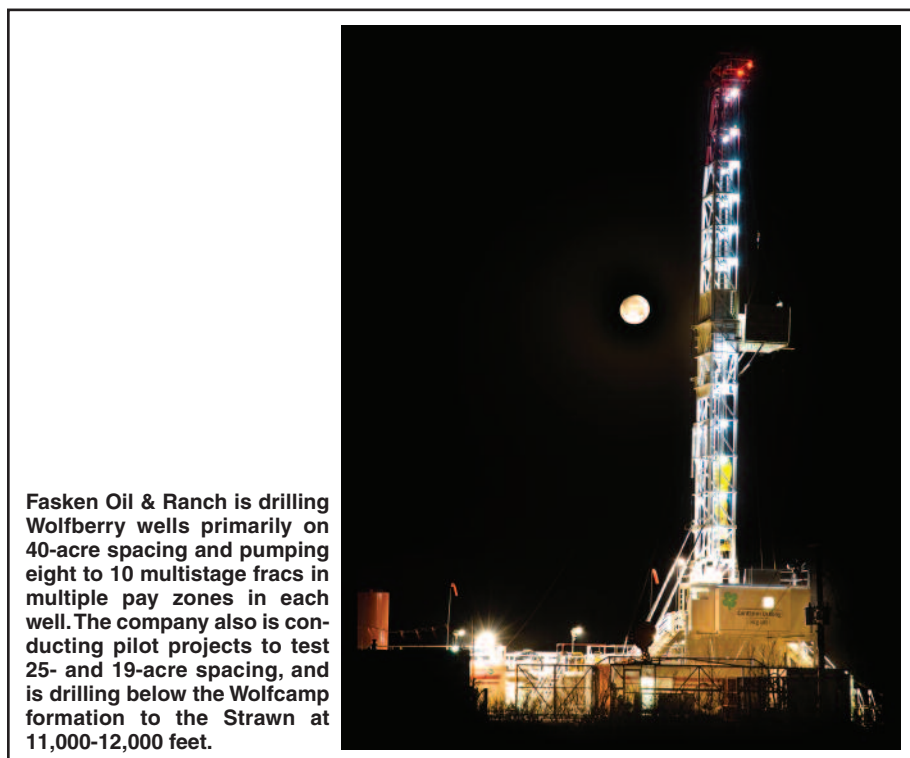 Fasken Oil & Ranch is drilling
Wolfberry wells primarily on
40-acre spacing and pumping
eight to 10 multistage fracs in
multiple pay zones in each
well. The company also is con-
ducting pilot projects to test
25- and 19-acre spacing, and
is drilling below the Wolfcamp
formation to the Strawn at
11,000-12,000 feet.